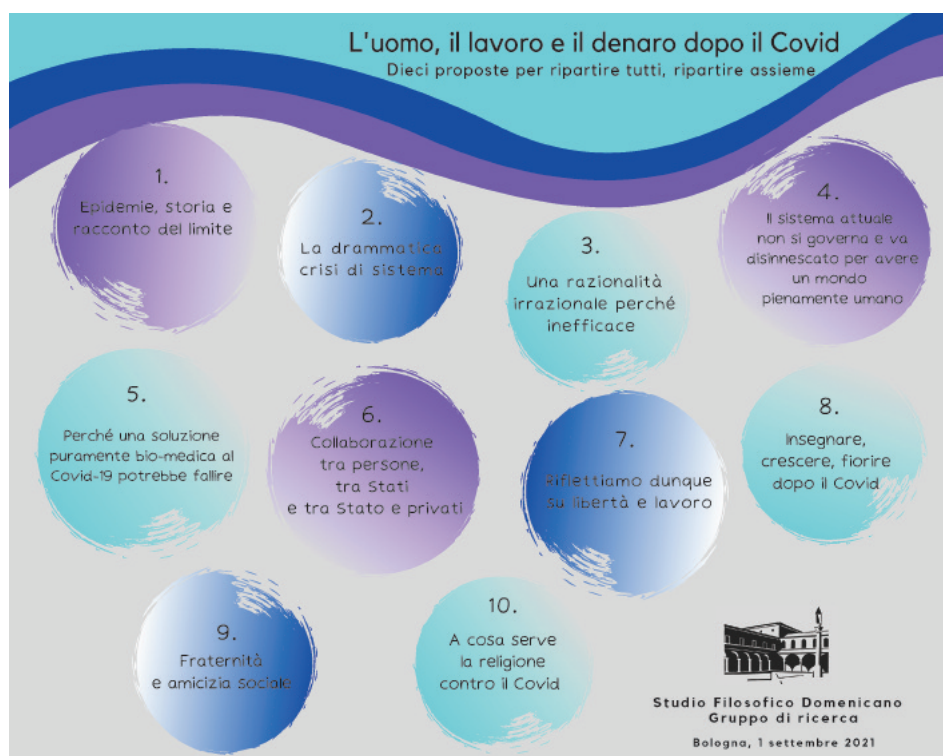 L'uomo, il lavoro e il denaro dopo il Covid
Dieci proposte per ripartire tutti, ripartire assieme
1.
Epidemie, storia e
racconto del limite
2.
La drammatica
crisi di sistema
3.
Una razionalità
irrazionale perché
inefficace
4.
Il sistema attuale
non si governa e va
disinnescato per avere
un mondo
pienamente umano
5.
Perché una soluzione
puramente bio-medica al
Covid-19 potrebbe fallire
6.
Collaborazione
tra persone,
tra Stati
e tra Stato e privati
7.
Riflettiamo dunque
su libertà e lavoro
8.
Insegnare,
crescere, fiorire
dopo il Covid
9.
Fraternità
e amicizia sociale
10.
A cosa serve
la religione
contro il Covid
Studio Filosofico Domenicano
Gruppo di ricerca
Bologna, 1 settembre 2021